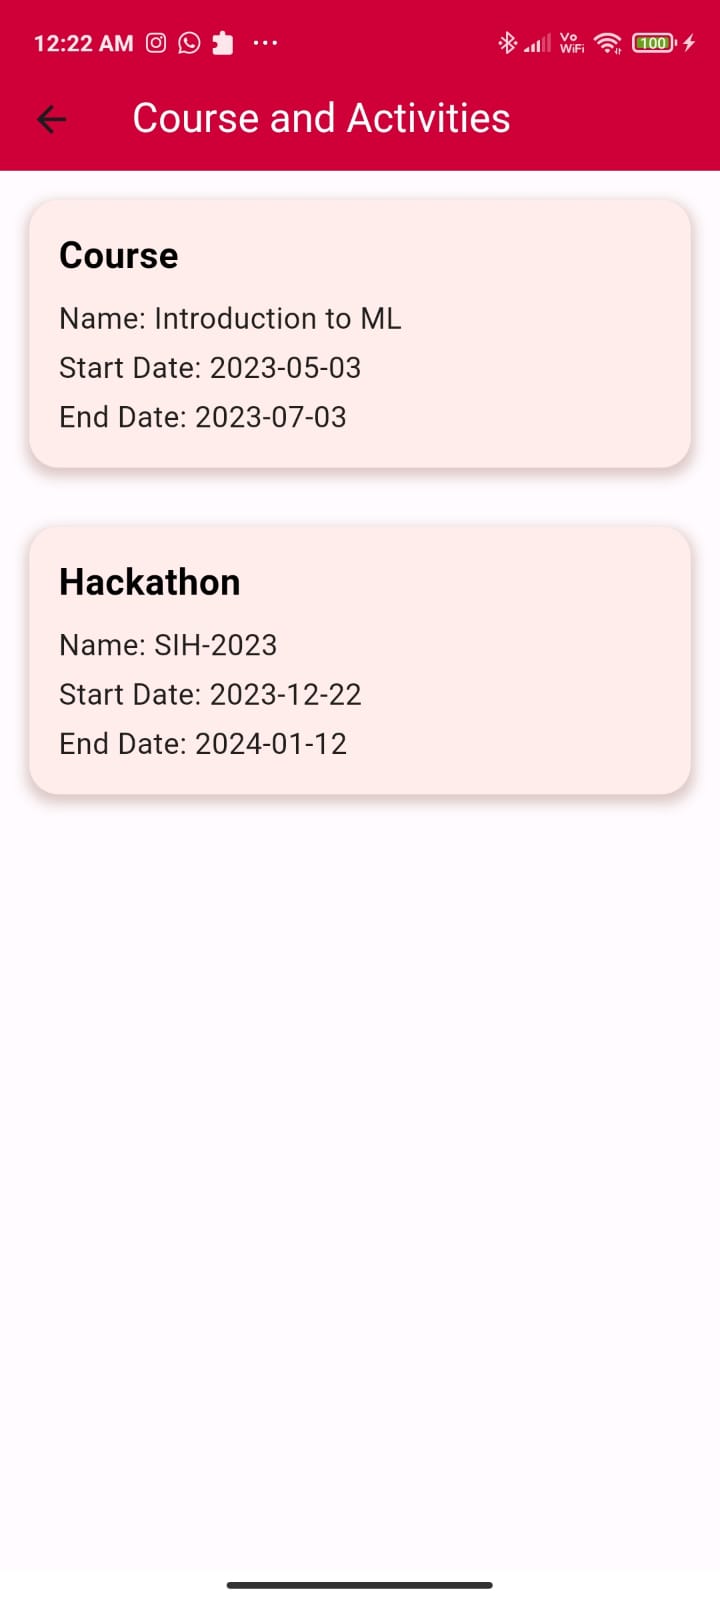 12:22 AM
Vo
WiFi
100
Course and Activities
Course
Name: Introduction to ML
Start Date: 2023-05-03
End Date: 2023-07-03
Hackathon
Name: SIH-2023
Start Date: 2023-12-22
End Date: 2024-01-12